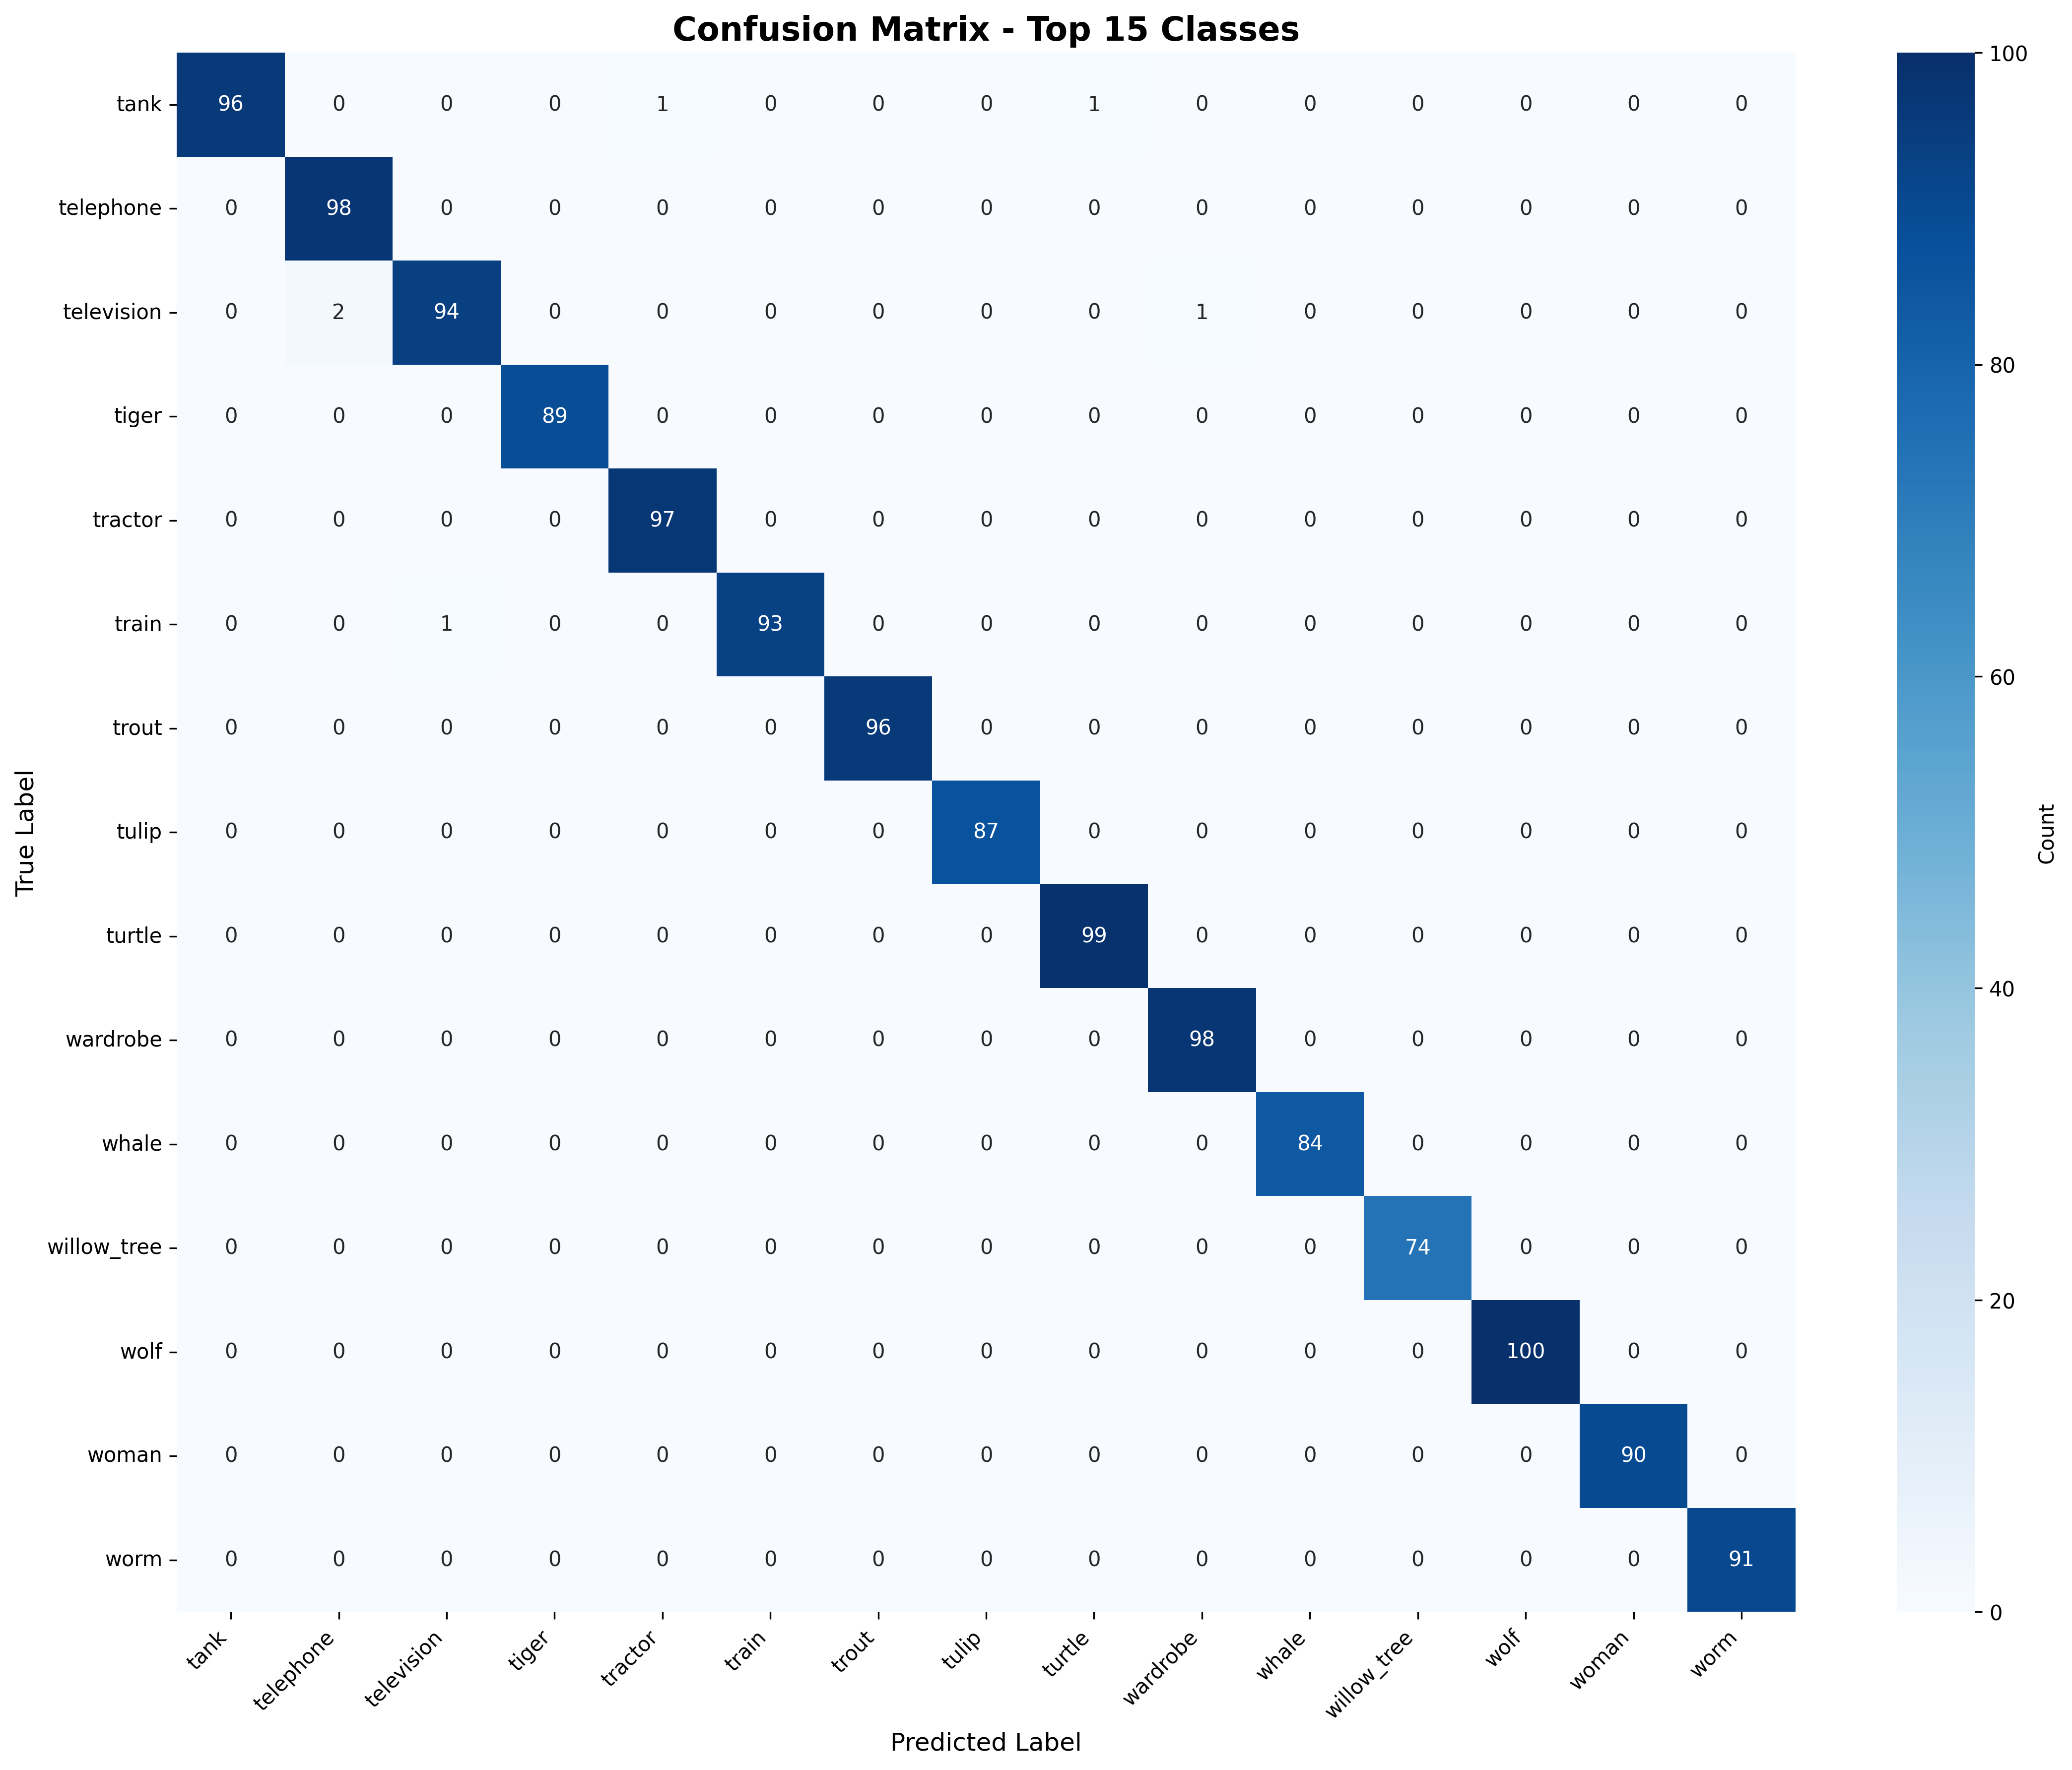 Confusion Matrix - Top 15 Classes
tank 96 0 0 0 1 0 0 0 1 0 0 0 0 0 0
telephone 0 98 0 0 0 0 0 0 0 0 0 0 0 0 0
television 0 2 94 0 0 0 0 0 0 1 0 0 0 0 0
tiger 0 0 0 89 0 0 0 0 0 0 0 0 0 0 0
tractor 0 0 0 0 97 0 0 0 0 0 0 0 0 0 0
train 0 0 1 0 0 93 0 0 0 0 0 0 0 0 0
trout 0 0 0 0 0 0 96 0 0 0 0 0 0 0 0
tulip 0 0 0 0 0 0 0 87 0 0 0 0 0 0 0
turtle 0 0 0 0 0 0 0 0 99 0 0 0 0 0 0
wardrobe 0 0 0 0 0 0 0 0 0 98 0 0 0 0 0
whale 0 0 0 0 0 0 0 0 0 0 84 0 0 0 0
willow_tree 0 0 0 0 0 0 0 0 0 0 0 74 0 0 0
wolf 0 0 0 0 0 0 0 0 0 0 0 0 100 0 0
woman 0 0 0 0 0 0 0 0 0 0 0 0 0 90 0
worm 0 0 0 0 0 0 0 0 0 0 0 0 0 0 91
tank telephone television tiger tractor train trout tulip turtle wardrobe whale willow_tree wolf woman worm
Predicted Label
True Label
100
80
60
40
20
0
Count